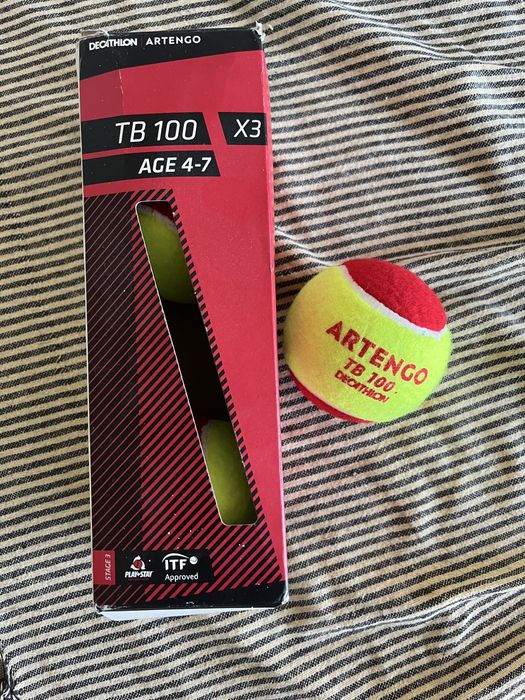 DECATHLON | ARTENGO
TB 100 X3
AGE 4-7
STAGE 3
PLAY+STAY
ITF
Approved
ARTENGO
TB 100
DECATHLON